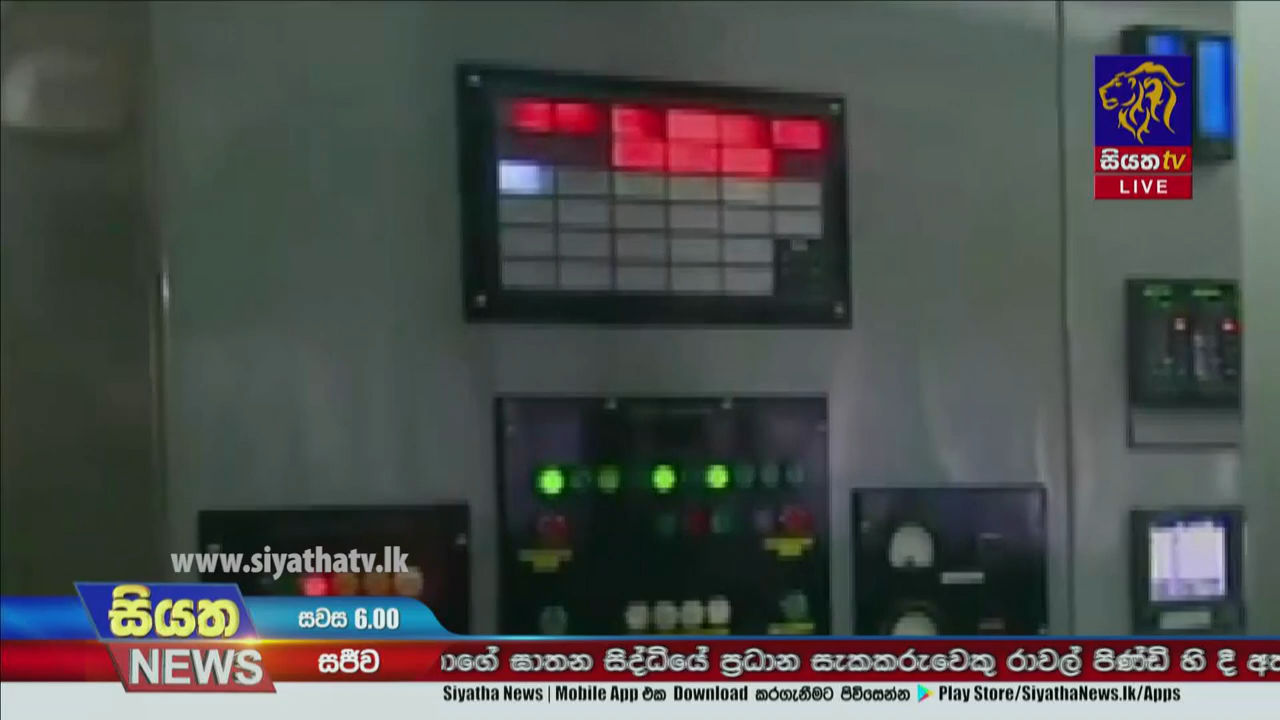 සියත tv
LIVE
www.siyathatv.lk
සියත
NEWS
සවස 6.00
සජීව
ගේ ඝාතන සිද්ධියේ ප්‍රධාන සැකකරුවෙකු රාවල් පිණ්ඩි හි දී
Siyatha News | Mobile App එක Download කරගැනීමට පිවිසෙන්න Play Store/SiyathaNews.lk/Apps